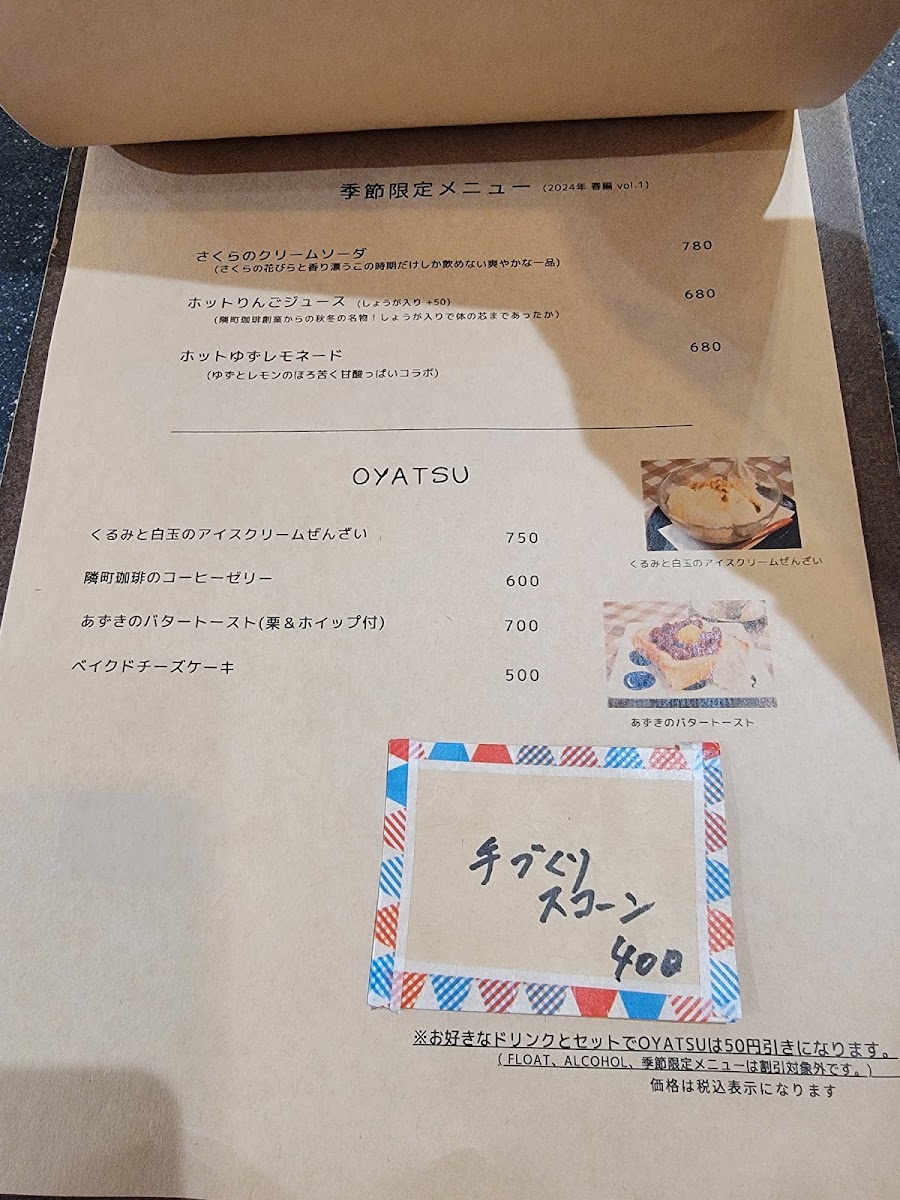 季節限定メニュー (2024年 春編 vol.1)
さくらのクリームソーダ 780
(さくらの花びらと香り漂うこの時期だけしか飲めない爽やかな一品)
ホットりんごジュース (しょうが入り +50) 680
(隣町珈琲創業からの秋冬の名物！しょうが入りで体の芯まであったか)
ホットゆずレモネード 680
(ゆずとレモンのほろ苦く甘酸っぱいコラボ)
OYATSU
くるみと白玉のアイスクリームぜんざい 750
隣町珈琲のコーヒーゼリー 600
あずきのバタートースト(栗＆ホイップ付) 700
ベイクドチーズケーキ 500
くるみと白玉のアイスクリームぜんざい
あずきのバタートースト
手づくり
スコーン
400
※お好きなドリンクとセットでOYATSUは50円引きになります。
( FLOAT、ALCOHOL、季節限定メニューは割引対象外です。)
価格は税込表示になります